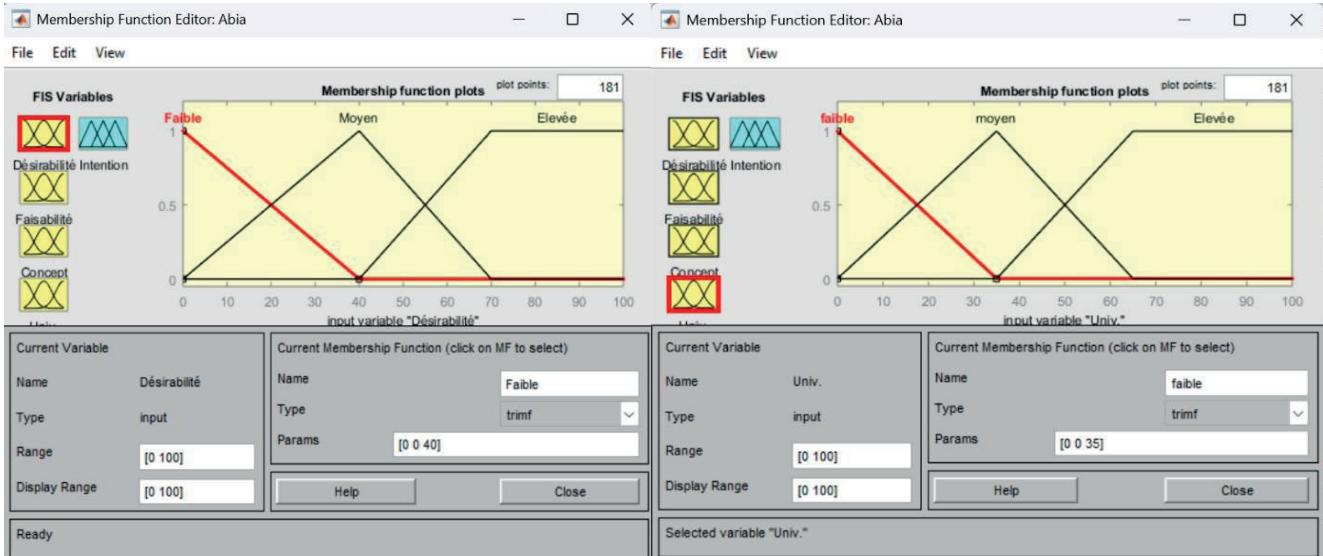 Membership Function Editor: Abia
File Edit View
FIS Variables
Membership function plots
plot points:
181
Faible
Moyen
Elevée
1
0.5
0
Désirabilité Intention
Faisabilité
Concept
0 10 20 30 40 50 60 70 80 90 100
input variable "Désirabilité"
Current Variable
Name Désirabilité
Type input
Range [0 100]
Display Range [0 100]
Current Membership Function (click on MF to select)
Name Faible
Type trimf
Params [0 0 40]
Help Close
Ready
Membership Function Editor: Abia
File Edit View
FIS Variables
Membership function plots
plot points:
181
faible
moyen
Elevée
1
0.5
0
Désirabilité Intention
Faisabilité
Concept
0 10 20 30 40 50 60 70 80 90 100
input variable "Univ."
Current Variable
Name Univ.
Type input
Range [0 100]
Display Range [0 100]
Current Membership Function (click on MF to select)
Name faible
Type trimf
Params [0 0 35]
Help Close
Selected variable "Univ."